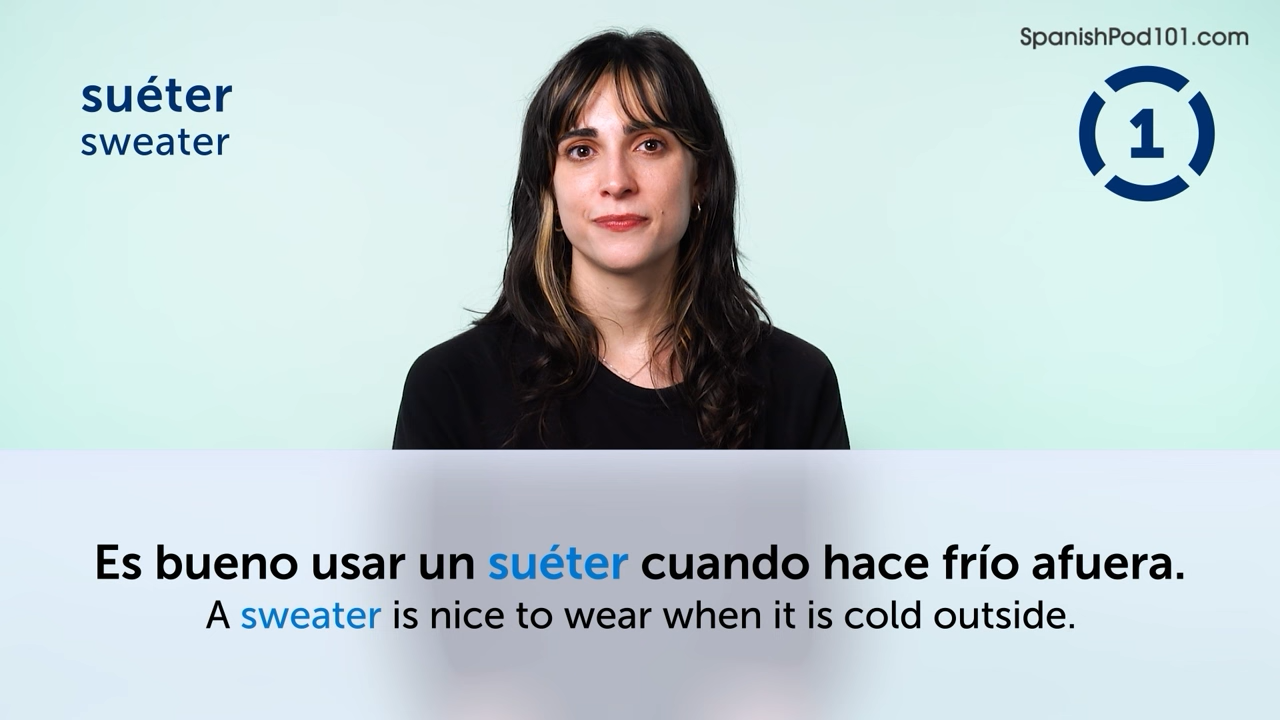 SpanishPod101.com
suéter
sweater
1
Es bueno usar un suéter cuando hace frío afuera.
A sweater is nice to wear when it is cold outside.